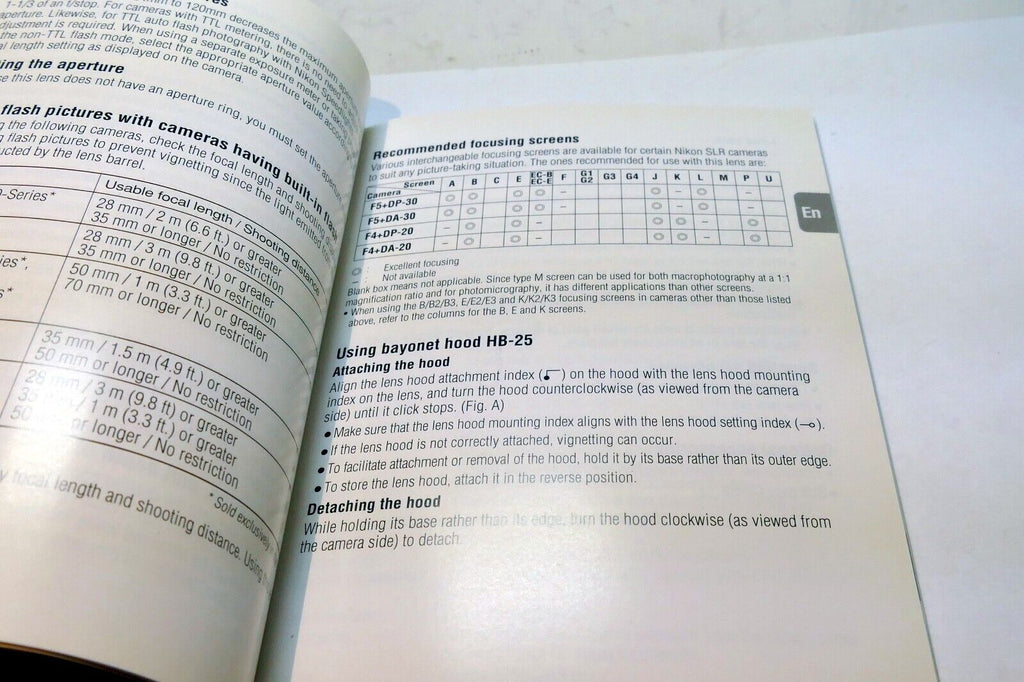 1-1/3 of an f/stop. For cameras with TTL metering, there is no need to
aperture. Likewise, for TTL auto flash photography with Nikon
adjustment is required. When using a separate exposure meter or
the non-TTL flash mode, select the appropriate aperture value
al length setting as displayed on the camera.
ing the aperture
se this lens does not have an aperture ring, you must set the
flash pictures with cameras having built-in flash
g the following cameras, check the focal length and shooting
g flash pictures to prevent vignetting since the light emitted
ucted by the lens barrel.
Usable focal length / Shooting distance
-Series*
28 mm / 2 m (6.6 ft.) or greater
35 mm or longer / No restriction
28 mm / 3 m (9.8 ft.) or greater
35 mm or longer / No restriction
ies*,
50 mm / 1 m (3.3 ft.) or greater
s*
70 mm or longer / No restriction
35 mm / 1.5 m (4.9 ft.) or greater
50 mm or longer / No restriction
28 mm / 3 m (9.8 ft) or greater
35 mm / 1 m (3.3 ft.) or greater
50 or longer / No restriction
* Sold exclusively
y focal length and shooting distance. Using
Recommended focusing screens
Various interchangeable focusing screens are available for certain Nikon SLR cameras
to suit any picture-taking situation. The ones recommended for use with this lens are:
Screen A B C E EC-B EC-E F G1 G2 G3 G4 J K L M P U
Camera
F5+DP-30 ◎ ◎ ◎ ◎ – ◎ – ◎ ◎
F5+DA-30
F4+DP-20
F4+DA-20
◎ : Excellent focusing
– : Not available
Blank box means not applicable. Since type M screen can be used for both macrophotography at a 1:1
magnification ratio and for photomicrography, it has different applications than other screens.
• When using the B/B2/B3, E/E2/E3 and K/K2/K3 focusing screens in cameras other than those listed
above, refer to the columns for the B, E and K screens.
En
Using bayonet hood HB-25
Attaching the hood
Align the lens hood attachment index ( ) on the hood with the lens hood mounting
index on the lens, and turn the hood counterclockwise (as viewed from the camera
side) until it click stops. (Fig. A)
● Make sure that the lens hood mounting index aligns with the lens hood setting index (—o).
● If the lens hood is not correctly attached, vignetting can occur.
● To facilitate attachment or removal of the hood, hold it by its base rather than its outer edge.
● To store the lens hood, attach it in the reverse position.
Detaching the hood
While holding its base rather than its edge, turn the hood clockwise (as viewed from
the camera side) to detach.